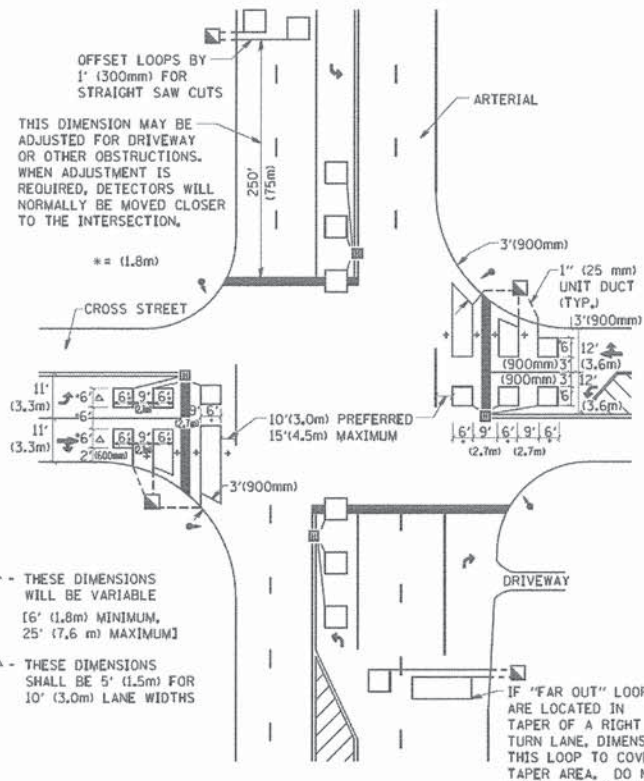 OFFSET LOOPS BY
1' (300mm) FOR
STRAIGHT SAW CUTS
THIS DIMENSION MAY BE
ADJUSTED FOR DRIVEWAY
OR OTHER OBSTRUCTIONS.
WHEN ADJUSTMENT IS
REQUIRED, DETECTORS WILL
NORMALLY BE MOVED CLOSER
TO THE INTERSECTION.
250'
(75m)
ARTERIAL
* = (1.8m)
3'(900mm)
1" (25 mm)
UNIT DUCT
(TYP.)
CROSS STREET
3'(900mm)
*6' 12'
(3.6m)
(900mm) 3'
(900mm) 3' 12'
*6' (3.6m)
11'
(3.3m)
*6' 6' 9' 6'
*6'
11'
(3.3m)
*6' 6' 9' 6'
2' (600mm)
9' 6'
(2.7m)
10'(3.0m) PREFERRED
15'(4.5m) MAXIMUM
6' 9' 6' 9' 6'
(2.7m) (2.7m)
3'(900mm)
- THESE DIMENSIONS
WILL BE VARIABLE
[6' (1.8m) MINIMUM,
25' (7.6 m) MAXIMUM]
DRIVEWAY
- THESE DIMENSIONS
SHALL BE 5' (1.5m) FOR
10' (3.0m) LANE WIDTHS
IF "FAR OUT" LOOP
ARE LOCATED IN
TAPER OF A RIGHT
TURN LANE, DIMENS
THIS LOOP TO COV
TAPER AREA. DO